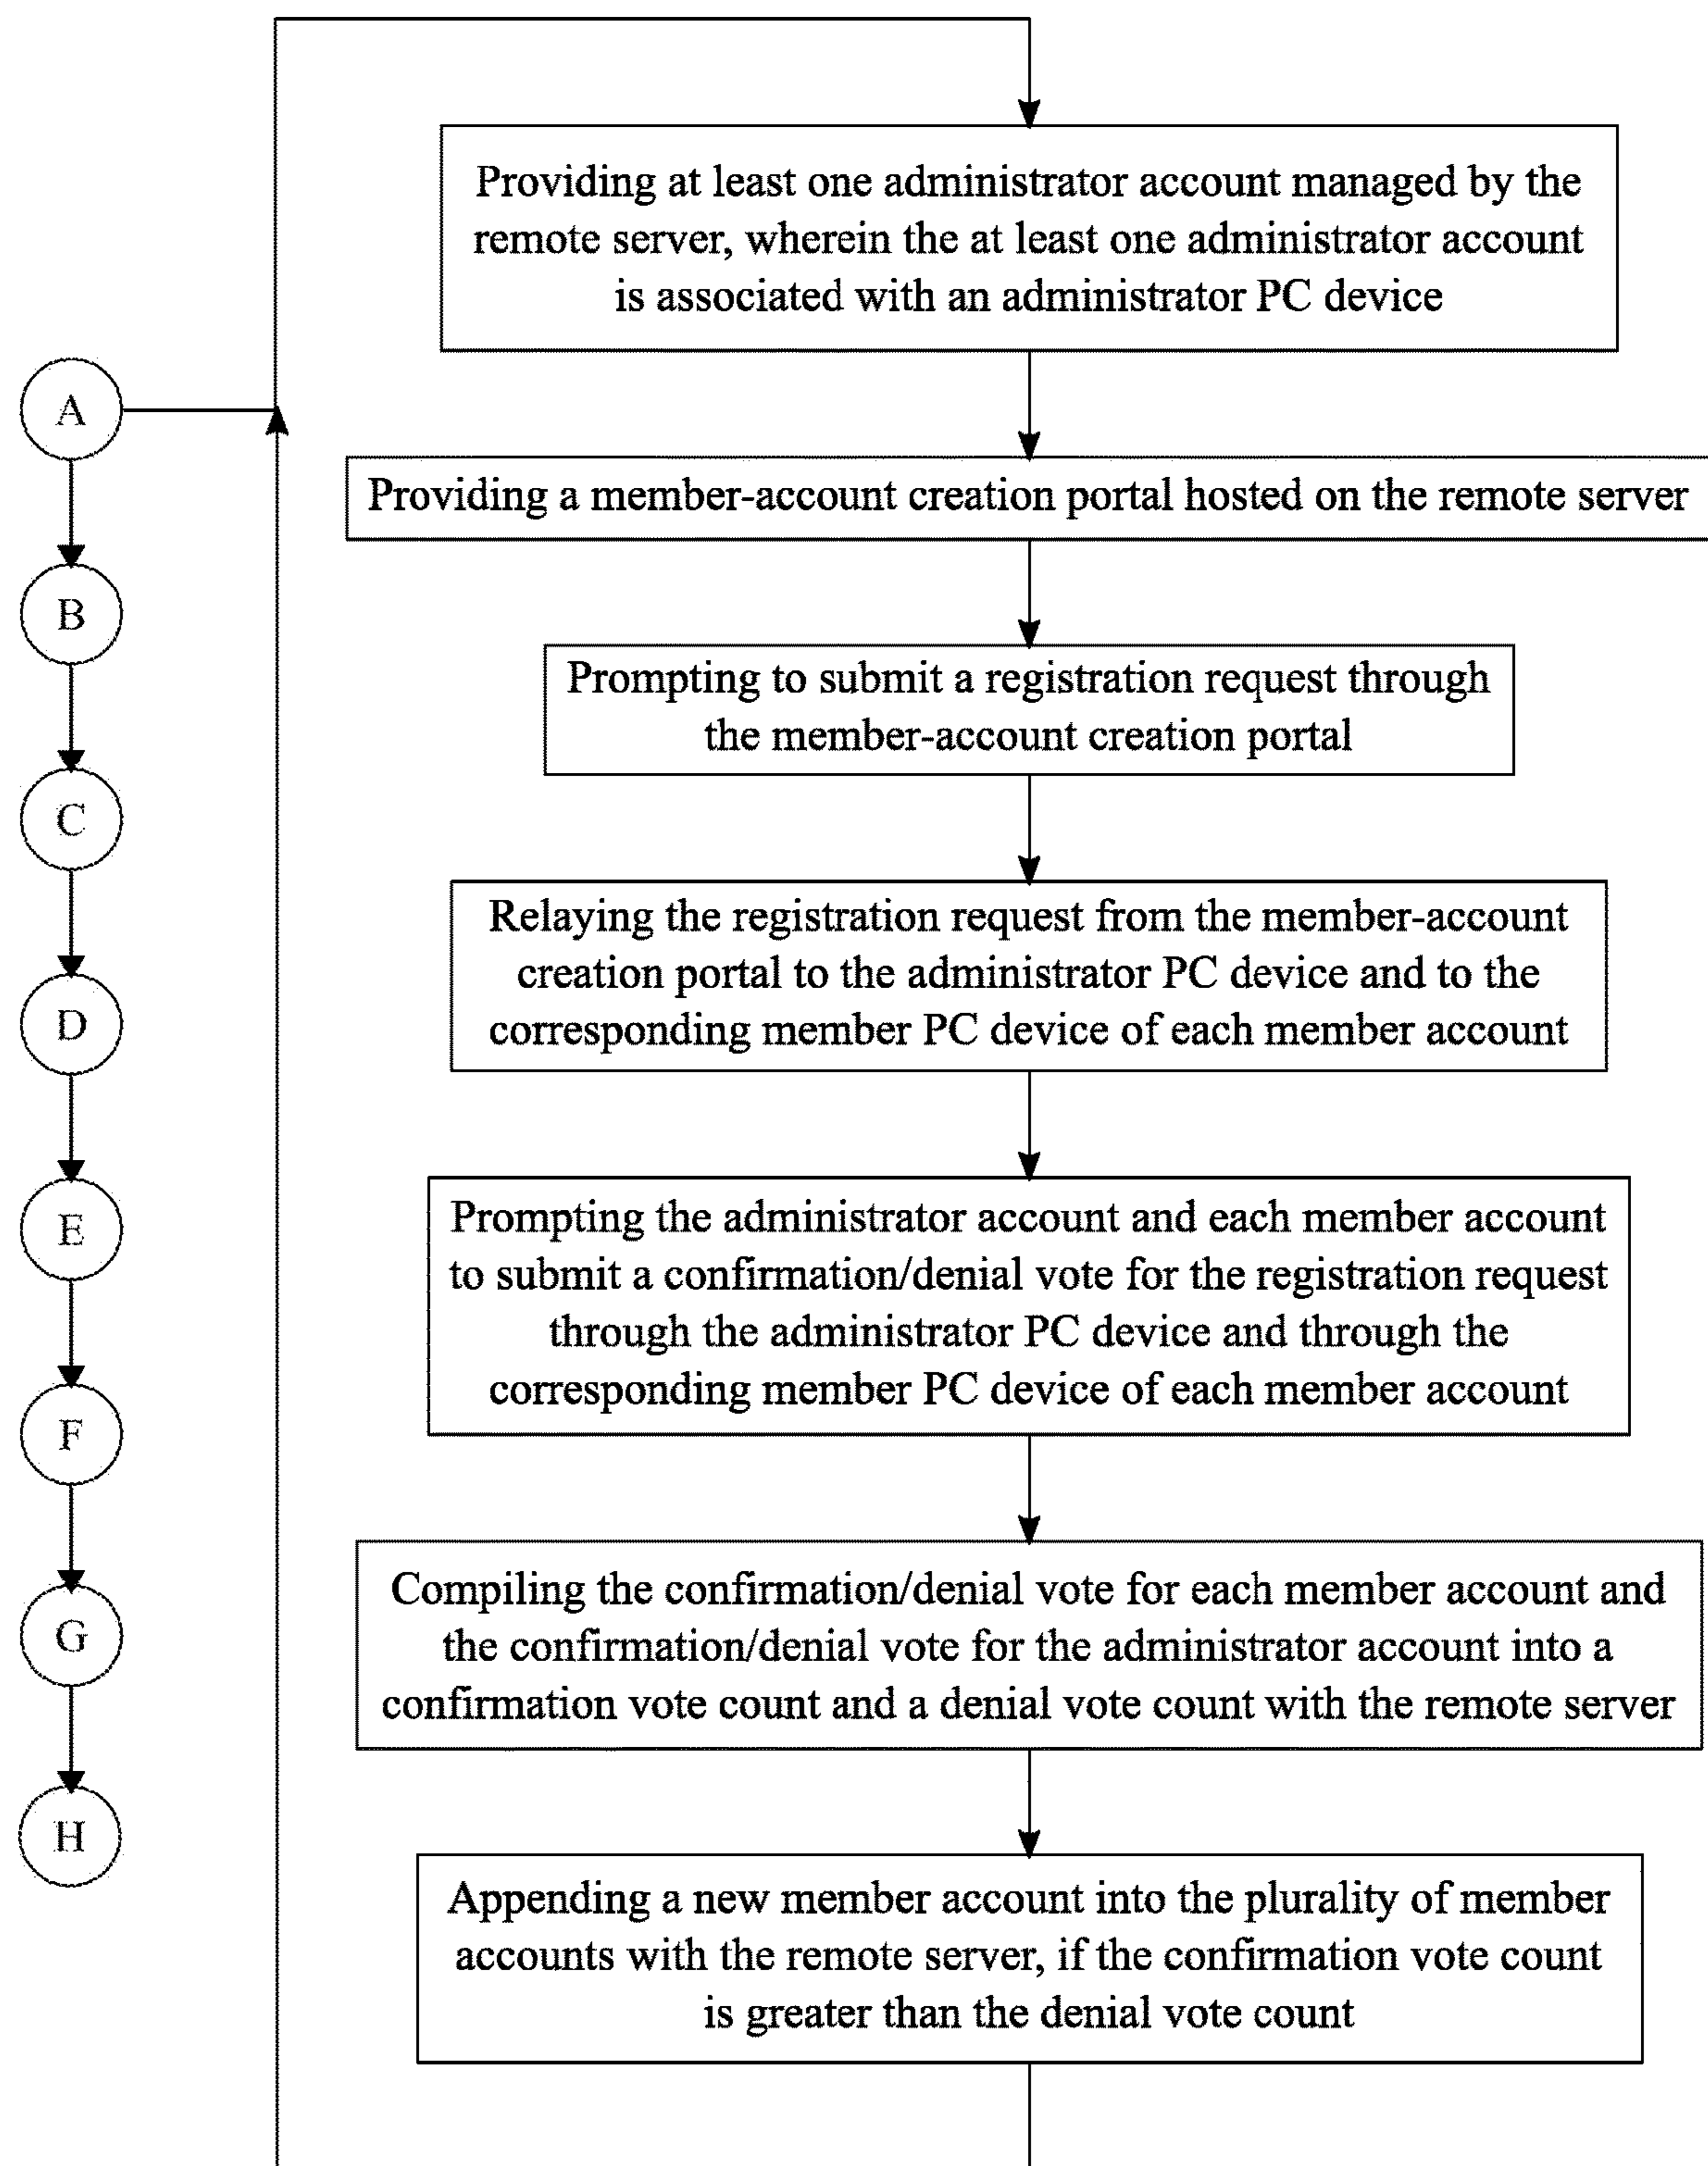 Providing at least one administrator account managed by the
remote server, wherein the at least one administrator account
is associated with an administrator PC device
A
Providing a member-account creation portal hosted on the remote server
B
Prompting to submit a registration request through
the member-account creation portal
C
Relaying the registration request from the member-account
creation portal to the administrator PC device and to the
corresponding member PC device of each member account
D
Prompting the administrator account and each member account
to submit a confirmation/denial vote for the registration request
through the administrator PC device and through the
corresponding member PC device of each member account
E
F
Compiling the confirmation/denial vote for each member account and
the confirmation/denial vote for the administrator account into a
confirmation vote count and a denial vote count with the remote server
G
H
Appending a new member account into the plurality of member
accounts with the remote server, if the confirmation vote count
is greater than the denial vote count